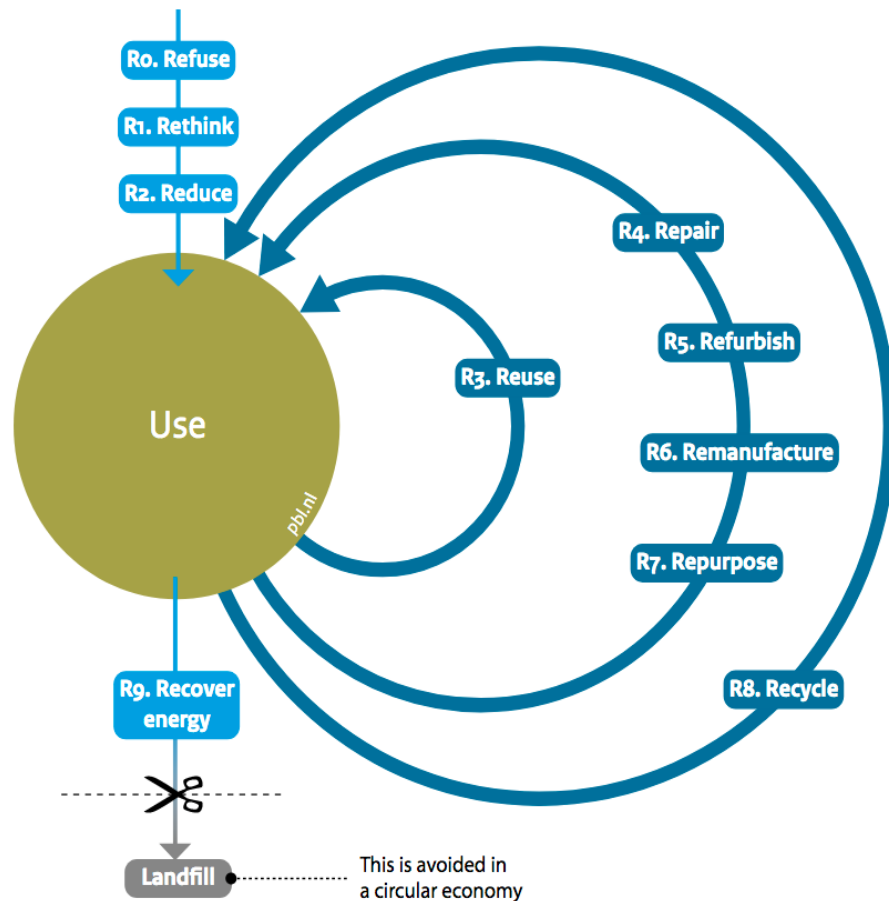 R0. Refuse
R1. Rethink
R2. Reduce
R4. Repair
R5. Refurbish
R3. Reuse
Use
R6. Remanufacture
pbl.nl
R7. Repurpose
R8. Recycle
R9. Recover
energy
Landfill
This is avoided in
a circular economy